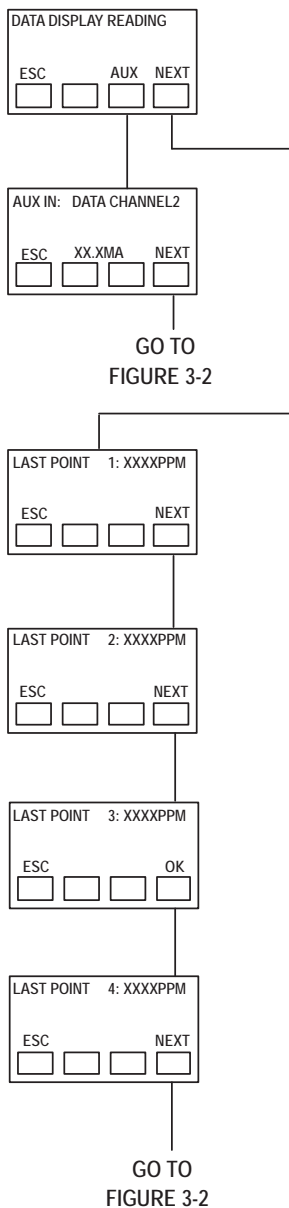 DATA DISPLAY READING
ESC AUX NEXT
AUX IN: DATA CHANNEL2
ESC XX.XMA NEXT
GO TO
FIGURE 3-2
LAST POINT 1: XXXXPPM
ESC NEXT
LAST POINT 2: XXXXPPM
ESC NEXT
LAST POINT 3: XXXXPPM
ESC OK
LAST POINT 4: XXXXPPM
ESC NEXT
GO TO
FIGURE 3-2